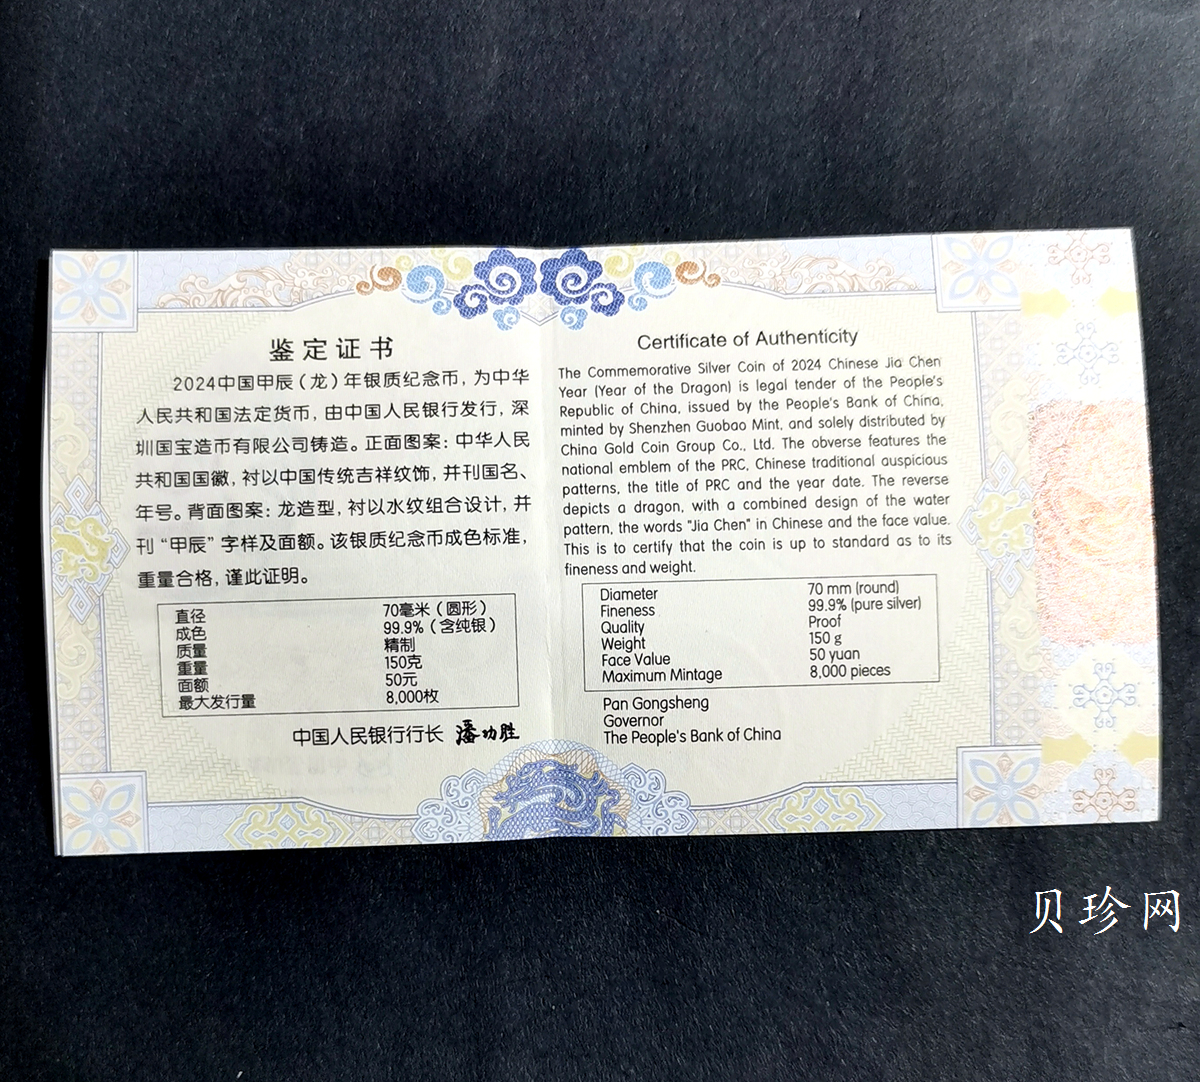 鉴定证书
2024中国甲辰（龙）年银质纪念币，为中华
人民共和国法定货币，由中国人民银行发行，深
圳国宝造币有限公司铸造。正面图案：中华人民
共和国国徽，衬以中国传统吉祥纹饰，并刊国名、
年号。背面图案：龙造型，衬以水纹组合设计，并
刊“甲辰”字样及面额。该银质纪念币成色标准，
重量合格，谨此证明。
直径 70毫米（圆形）
成色 99.9%（含纯银）
质量 精制
重量 150克
面额 50元
最大发行量 8,000枚
中国人民银行行长 潘功胜
Certificate of Authenticity
The Commemorative Silver Coin of 2024 Chinese Jia Chen
Year (Year of the Dragon) is legal tender of the People's
Republic of China, issued by the People's Bank of China,
minted by Shenzhen Guobao Mint, and solely distributed by
China Gold Coin Group Co., Ltd. The obverse features the
national emblem of the PRC, Chinese traditional auspicious
patterns, the title of PRC and the year date. The reverse
depicts a dragon, with a combined design of the water
pattern, the words "Jia Chen" in Chinese and the face value.
This is to certify that the coin is up to standard as to its
fineness and weight.
Diameter 70 mm (round)
Fineness 99.9% (pure silver)
Quality Proof
Weight 150 g
Face Value 50 yuan
Maximum Mintage 8,000 pieces
Pan Gongsheng
Governor
The People's Bank of China
贝珍网